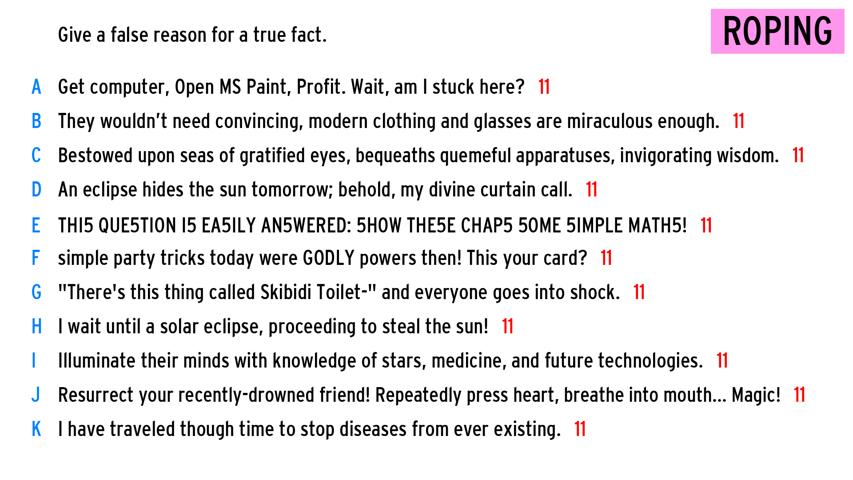 Give a false reason for a true fact.
ROPING
A Get computer, Open MS Paint, Profit. Wait, am I stuck here? 11
B They wouldn't need convincing, modern clothing and glasses are miraculous enough. 11
C Bestowed upon seas of gratified eyes, bequeaths quemeful apparatuses, invigorating wisdom. 11
D An eclipse hides the sun tomorrow; behold, my divine curtain call. 11
E THI5 QUE5TION I5 EA5ILY AN5WERED: 5HOW THE5E CHAP5 5OME 5IMPLE MATH5! 11
F simple party tricks today were GODLY powers then! This your card? 11
G "There's this thing called Skibidi Toilet-" and everyone goes into shock. 11
H I wait until a solar eclipse, proceeding to steal the sun! 11
I Illuminate their minds with knowledge of stars, medicine, and future technologies. 11
J Resurrect your recently-drowned friend! Repeatedly press heart, breathe into mouth... Magic! 11
K I have traveled though time to stop diseases from ever existing. 11